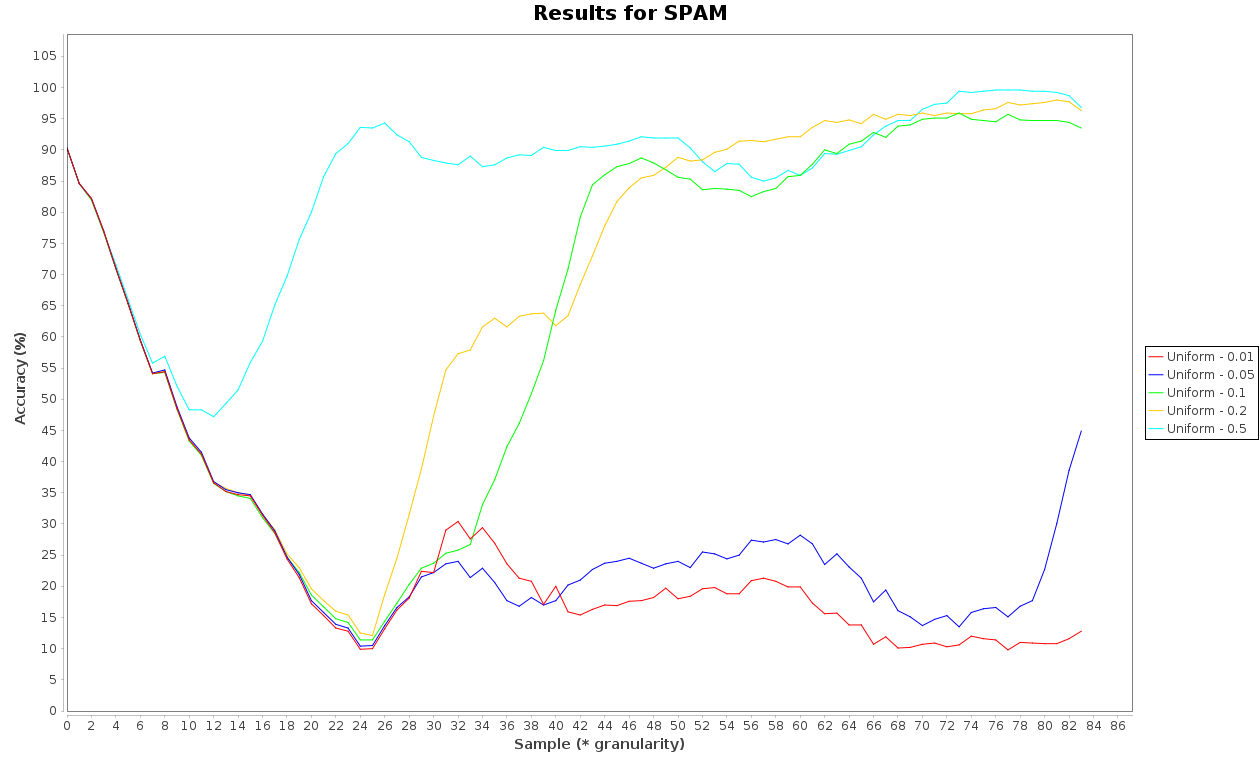 Results for SPAM
105
100
95
90
85
80
75
70
65
60
55
50
45
40
35
30
25
20
15
10
5
0
Accuracy (%)
0 2 4 6 8 10 12 14 16 18 20 22 24 26 28 30 32 34 36 38 40 42 44 46 48 50 52 54 56 58 60 62 64 66 68 70 72 74 76 78 80 82 84 86
Sample (* granularity)
Uniform - 0.01
Uniform - 0.05
Uniform - 0.1
Uniform - 0.2
Uniform - 0.5